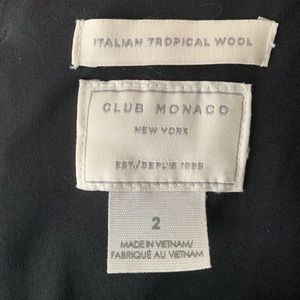 ITALIAN TROPICAL WOOL
CLUB MONACO
NEW YORK
EST./DEPUIS 1985
2
MADE IN VIETNAM/
FABRIQUÉ AU VIETNAM